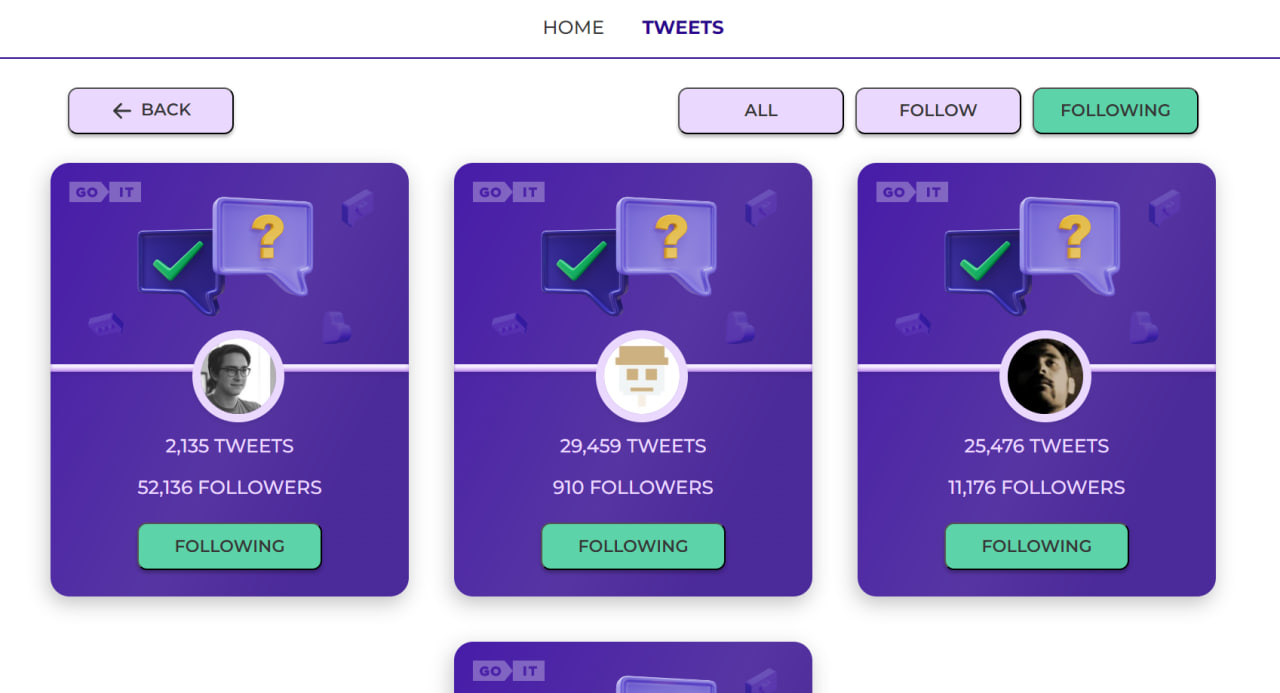 HOME TWEETS
← BACK ALL FOLLOW FOLLOWING
GO IT GO IT GO IT
? ? ?
2,135 TWEETS 29,459 TWEETS 25,476 TWEETS
52,136 FOLLOWERS 910 FOLLOWERS 11,176 FOLLOWERS
FOLLOWING FOLLOWING FOLLOWING
GO IT